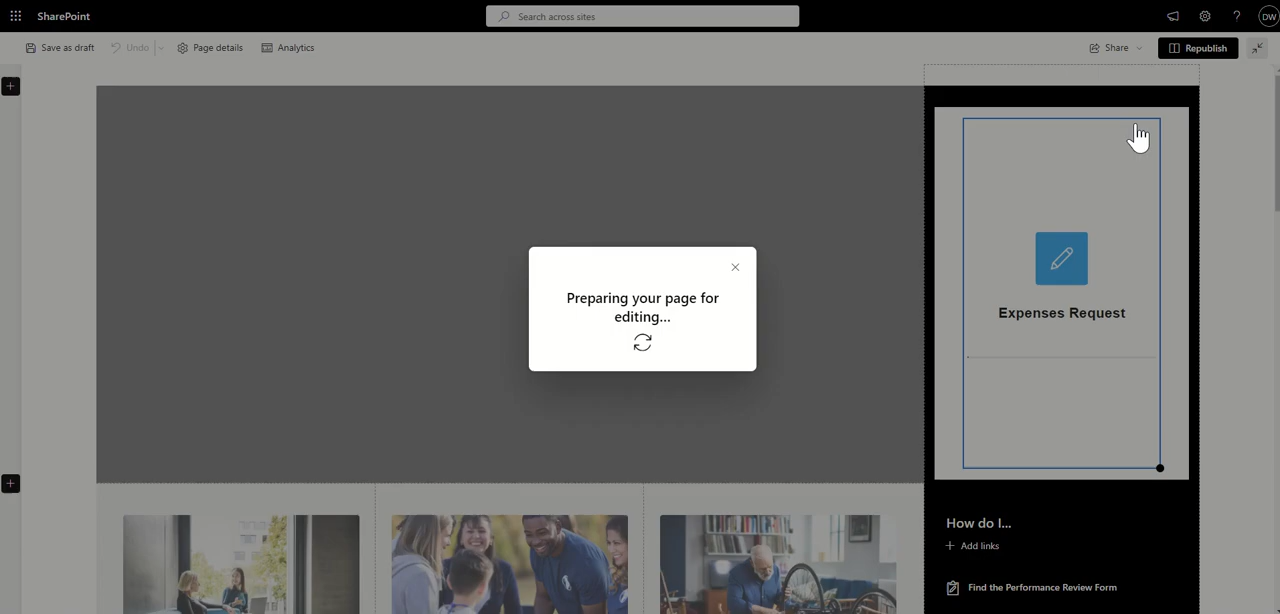 SharePoint
Search across sites
?
DW
Save as draft
Undo
Page details
Analytics
Share
Republish
Preparing your page for
editing...
Expenses Request
How do I...
+ Add links
Find the Performance Review Form